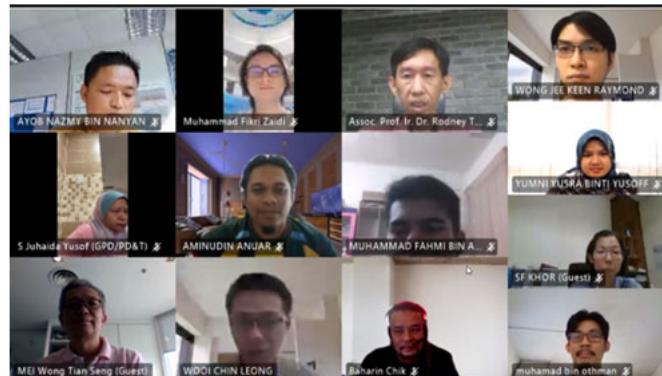 AYOB NAZMY BIN NANYAN
Muhammad Fikri Zaidi
Assoc. Prof. Ir. Dr. Rodney T...
WONG JEE KEEN RAYMOND
YUMNI YUSRA BINTI YUSOFF
S Juhaida Yusof (GPD/PD&T)
AMINUDIN ANUAR
MUHAMMAD FAHMI BIN A...
SF KHOR (Guest)
MEI Wong Tian Seng (Guest)
WOOI CHIN LEONG
Baharin Chik
muhamad bin othman